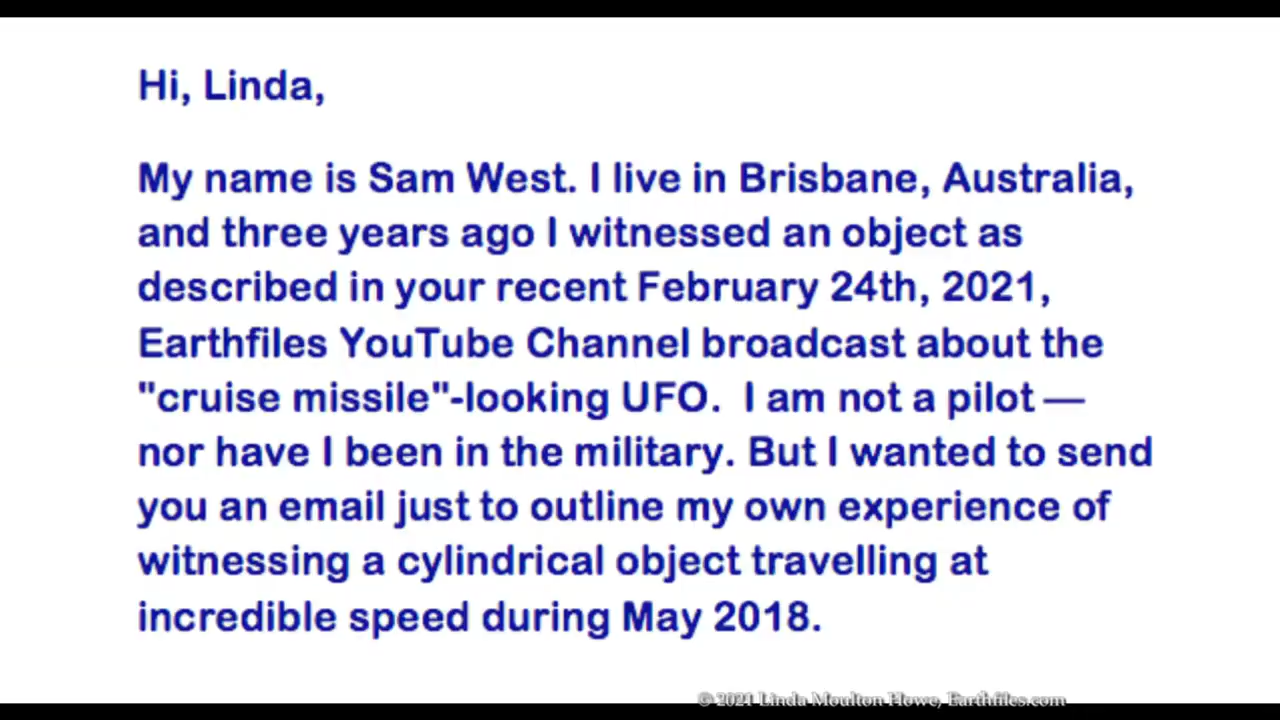 Hi, Linda,
My name is Sam West. I live in Brisbane, Australia,
and three years ago I witnessed an object as
described in your recent February 24th, 2021,
Earthfiles YouTube Channel broadcast about the
"cruise missile"-looking UFO.  I am not a pilot —
nor have I been in the military. But I wanted to send
you an email just to outline my own experience of
witnessing a cylindrical object travelling at
incredible speed during May 2018.
© 2021 Linda Moulton Howe, Earthfiles.com